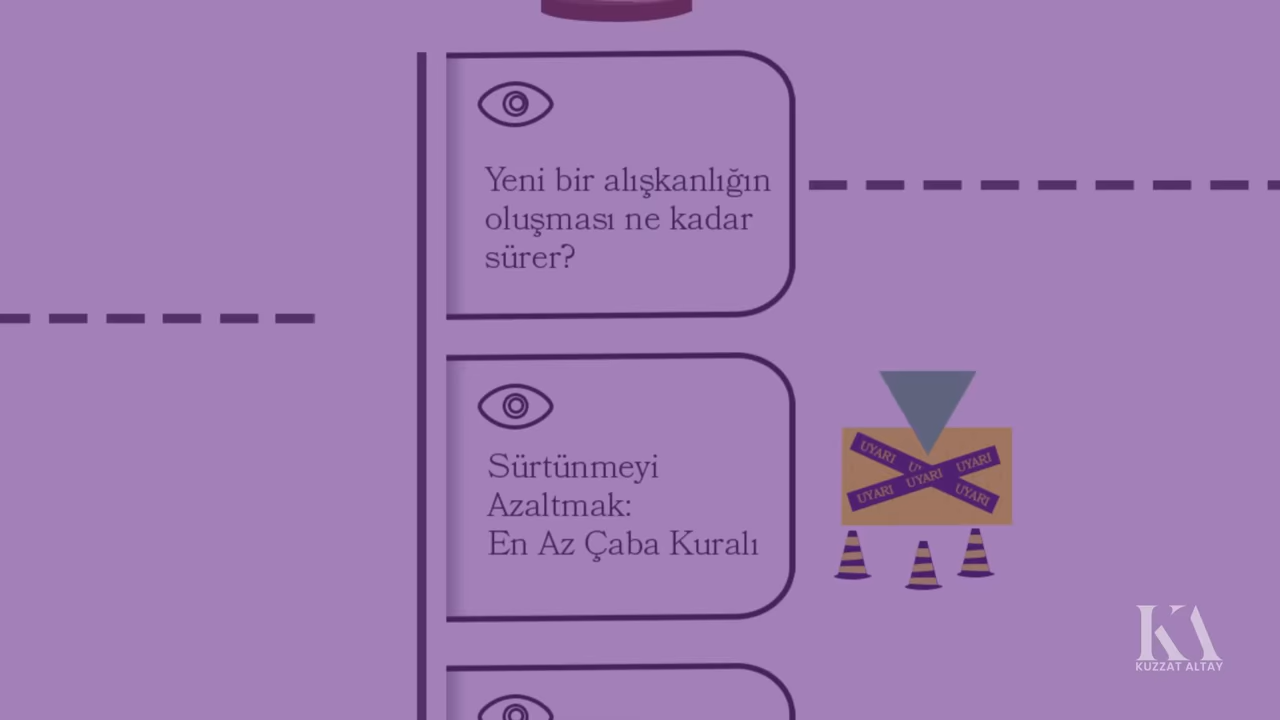 Yeni bir alışkanlığın
oluşması ne kadar
sürer?
Sürtünmeyi
Azaltmak:
En Az Çaba Kuralı
UYARI
UYARI
UYARI
UYARI
UYARI
KA
KUZZAT ALTAY